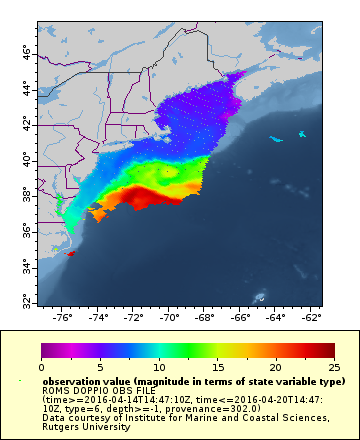 46°
44°
42°
40°
38°
36°
34°
32°
-76° -74° -72° -70° -68° -66° -64° -62°
0 5 10 15 20 25
observation value (magnitude in terms of state variable type)
ROMS DOPPIO OBS FILE
(time>=2016-04-14T14:47:10Z, time<=2016-04-20T14:47:
10Z, type=6, depth>=-1, provenance=302.0)
Data courtesy of Institute for Marine and Coastal Sciences,
Rutgers University